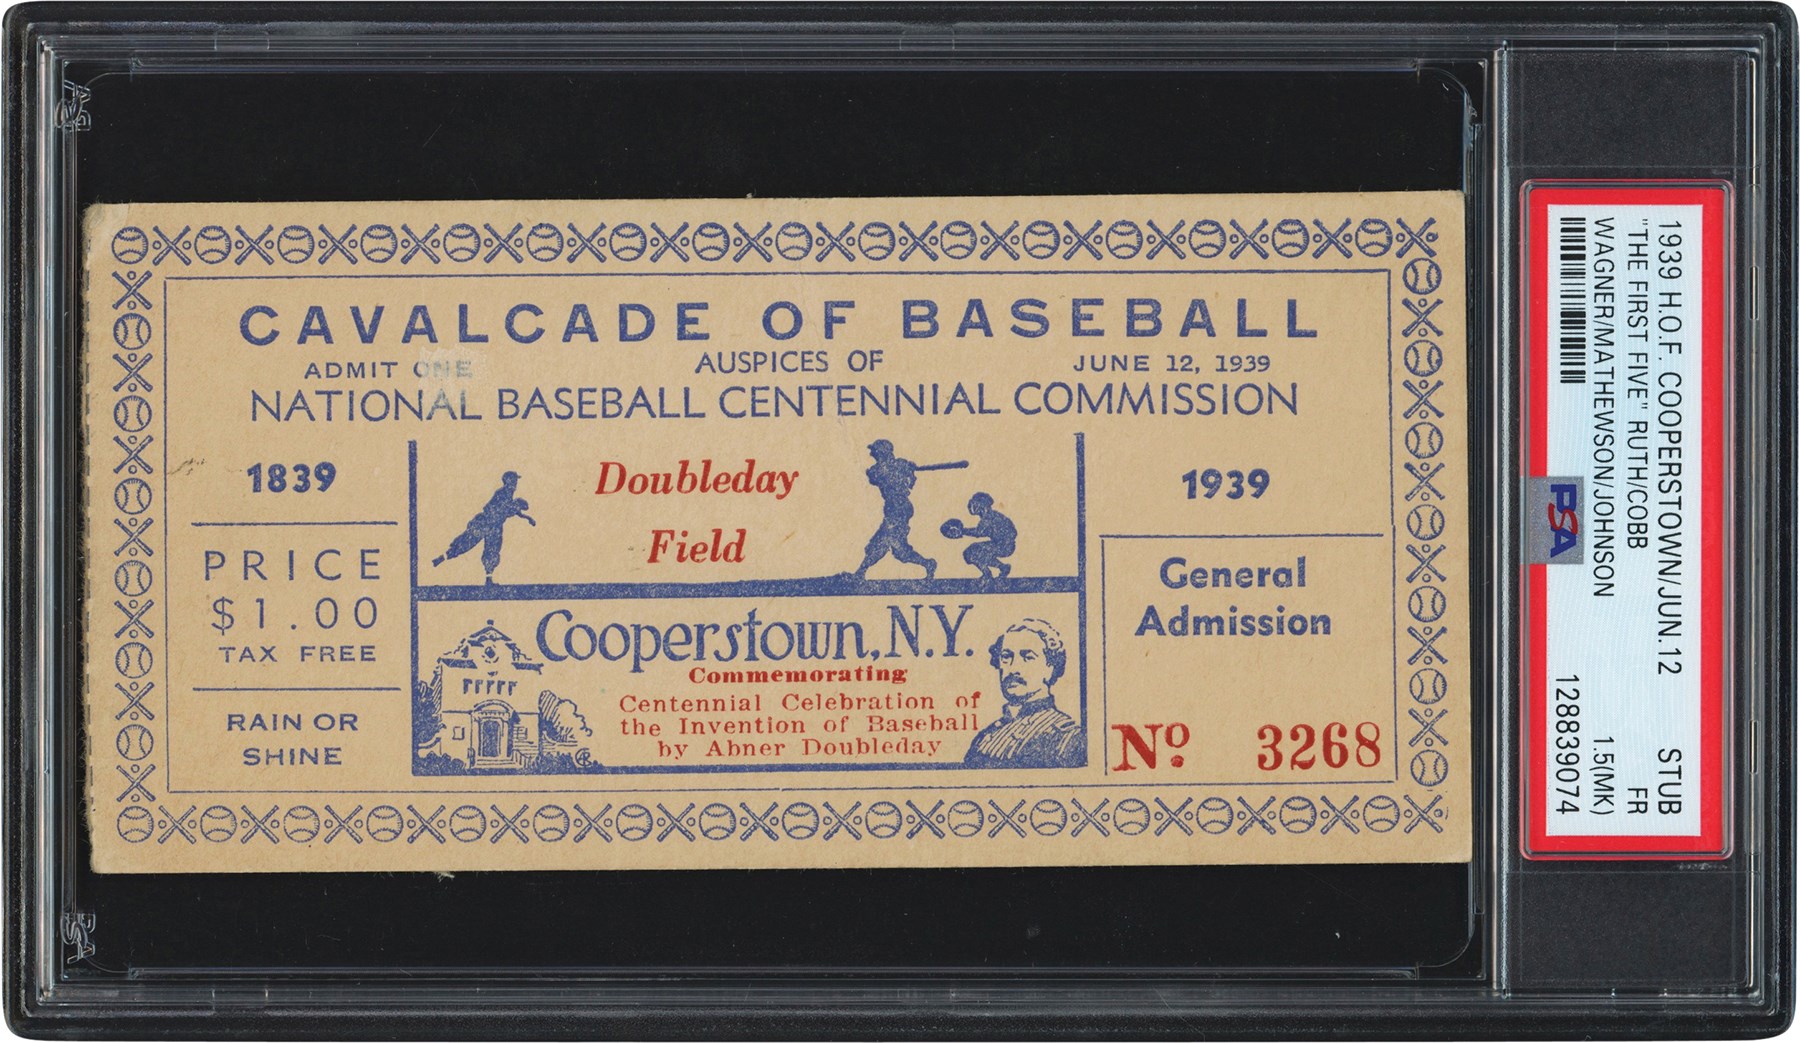 CAVALCADE OF BASEBALL
ADMIT ONE AUSPICES OF JUNE 12, 1939
NATIONAL BASEBALL CENTENNIAL COMMISSION
1839
PRICE
$1.00
TAX FREE
RAIN OR
SHINE
Doubleday
Field
Cooperstown, N.Y.
Commemorating
Centennial Celebration of
the Invention of Baseball
by Abner Doubleday
1939
General
Admission
Nº 3268
1939 H.O.F. COOPERSTOWN/JUN.12 STUB
"THE FIRST FIVE" RUTH/COBB FR
WAGNER/MATHEWSON/JOHNSON 1.5(MK)
128839074
PSA